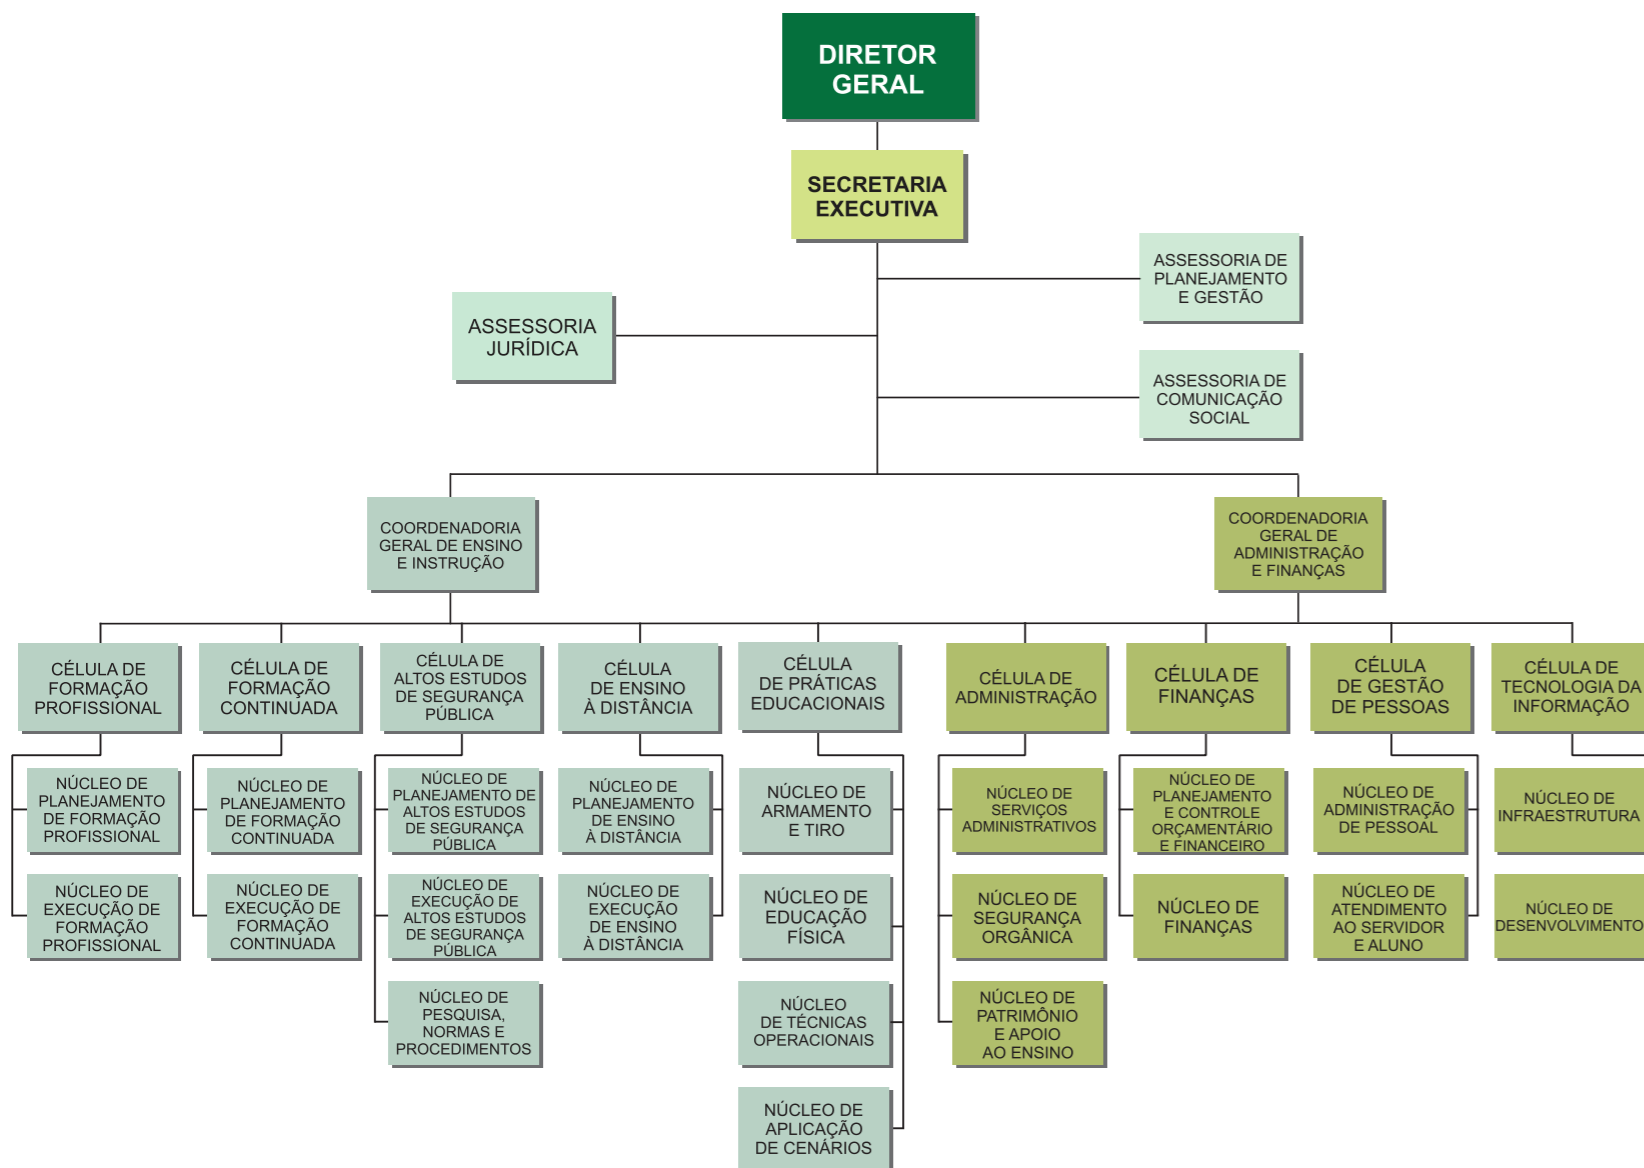 DIRETOR
GERAL
SECRETARIA
EXECUTIVA
ASSESSORIA DE
PLANEJAMENTO
E GESTÃO
ASSESSORIA
JURÍDICA
ASSESSORIA DE
COMUNICAÇÃO
SOCIAL
COORDENADORIA
GERAL DE ENSINO
E INSTRUÇÃO
COORDENADORIA
GERAL DE
ADMINISTRAÇÃO
E FINANÇAS
CÉLULA DE
FORMAÇÃO
PROFISSIONAL
CÉLULA DE
FORMAÇÃO
CONTINUADA
CÉLULA DE
ALTOS ESTUDOS
DE SEGURANÇA
PÚBLICA
CÉLULA
DE ENSINO
À DISTÂNCIA
CÉLULA
DE PRÁTICAS
EDUCACIONAIS
CÉLULA DE
ADMINISTRAÇÃO
CÉLULA DE
FINANÇAS
CÉLULA
DE GESTÃO
DE PESSOAS
CÉLULA DE
TECNOLOGIA DA
INFORMAÇÃO
NÚCLEO DE
PLANEJAMENTO
DE FORMAÇÃO
PROFISSIONAL
NÚCLEO DE
PLANEJAMENTO
DE FORMAÇÃO
CONTINUADA
NÚCLEO DE
PLANEJAMENTO DE
ALTOS ESTUDOS
DE SEGURANÇA
PÚBLICA
NÚCLEO DE
PLANEJAMENTO
DE ENSINO
À DISTÂNCIA
NÚCLEO DE
ARMAMENTO
E TIRO
NÚCLEO DE
SERVIÇOS
ADMINISTRATIVOS
NÚCLEO DE
PLANEJAMENTO
E CONTROLE
ORÇAMENTÁRIO
E FINANCEIRO
NÚCLEO DE
ADMINISTRAÇÃO
DE PESSOAL
NÚCLEO DE
INFRAESTRUTURA
NÚCLEO DE
EXECUÇÃO DE
FORMAÇÃO
PROFISSIONAL
NÚCLEO DE
EXECUÇÃO DE
FORMAÇÃO
CONTINUADA
NÚCLEO DE
EXECUÇÃO DE
ALTOS ESTUDOS
DE SEGURANÇA
PÚBLICA
NÚCLEO DE
EXECUÇÃO
DE ENSINO
À DISTÂNCIA
NÚCLEO DE
EDUCAÇÃO
FÍSICA
NÚCLEO DE
SEGURANÇA
ORGÂNICA
NÚCLEO DE
FINANÇAS
NÚCLEO DE
ATENDIMENTO
AO SERVIDOR
E ALUNO
NÚCLEO DE
DESENVOLVIMENTO
NÚCLEO DE
PESQUISA,
NORMAS E
PROCEDIMENTOS
NÚCLEO
DE TÉCNICAS
OPERACIONAIS
NÚCLEO DE
PATRIMÔNIO
E APOIO
AO ENSINO
NÚCLEO DE
APLICAÇÃO
DE CENÁRIOS